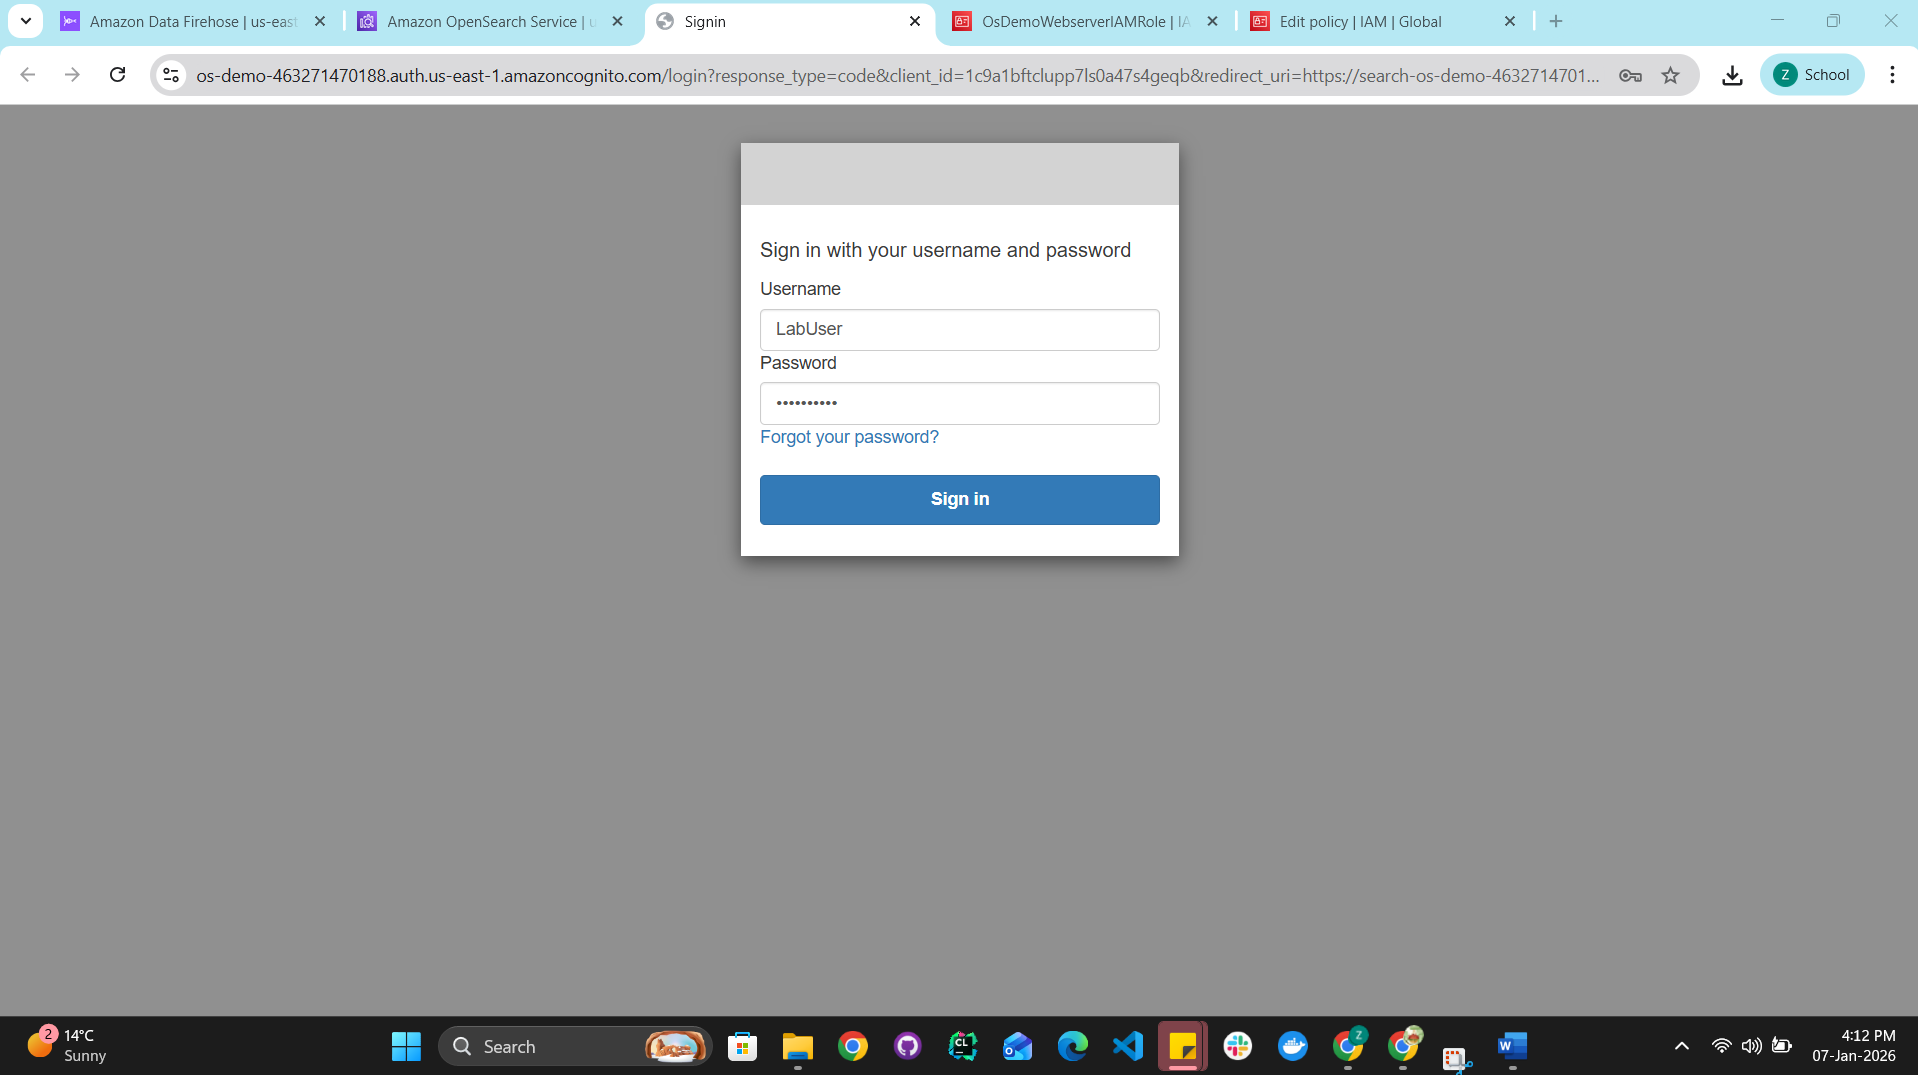 Amazon Data Firehose | us-east
Amazon OpenSearch Service | u
Signin
OsDemoWebserverIAMRole | IA
Edit policy | IAM | Global
os-demo-463271470188.auth.us-east-1.amazoncognito.com/login?response_type=code&client_id=1c9a1bftclupp7ls0a47s4geqb&redirect_uri=https://search-os-demo-4632714701...
Z
School
Sign in with your username and password
Username
LabUser
Password
••••••••••
Forgot your password?
Sign in
2
14°C
Sunny
Search
CL
Z
W
4:12 PM
07-Jan-2026